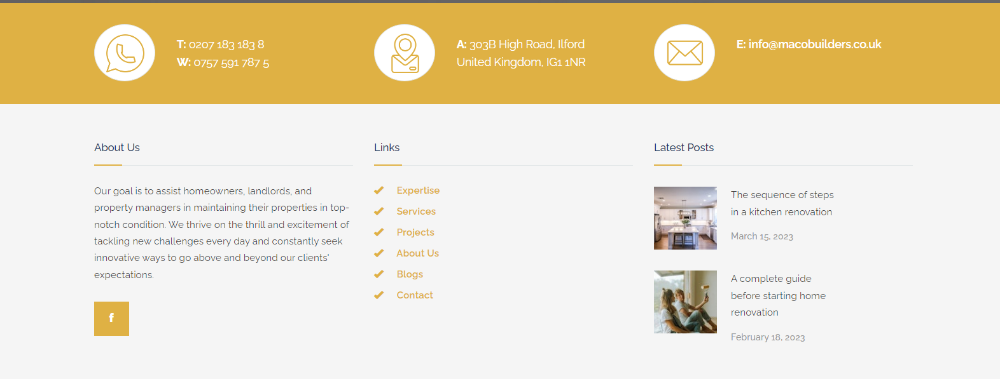 T: 0207 183 183 8
W: 0757 591 787 5
A: 303B High Road, Ilford
United Kingdom, IG1 1NR
E: info@macobuilders.co.uk
About Us
Our goal is to assist homeowners, landlords, and
property managers in maintaining their properties in top-
notch condition. We thrive on the thrill and excitement of
tackling new challenges every day and constantly seek
innovative ways to go above and beyond our clients'
expectations.
f
Links
Expertise
Services
Projects
About Us
Blogs
Contact
Latest Posts
The sequence of steps
in a kitchen renovation
March 15, 2023
A complete guide
before starting home
renovation
February 18, 2023